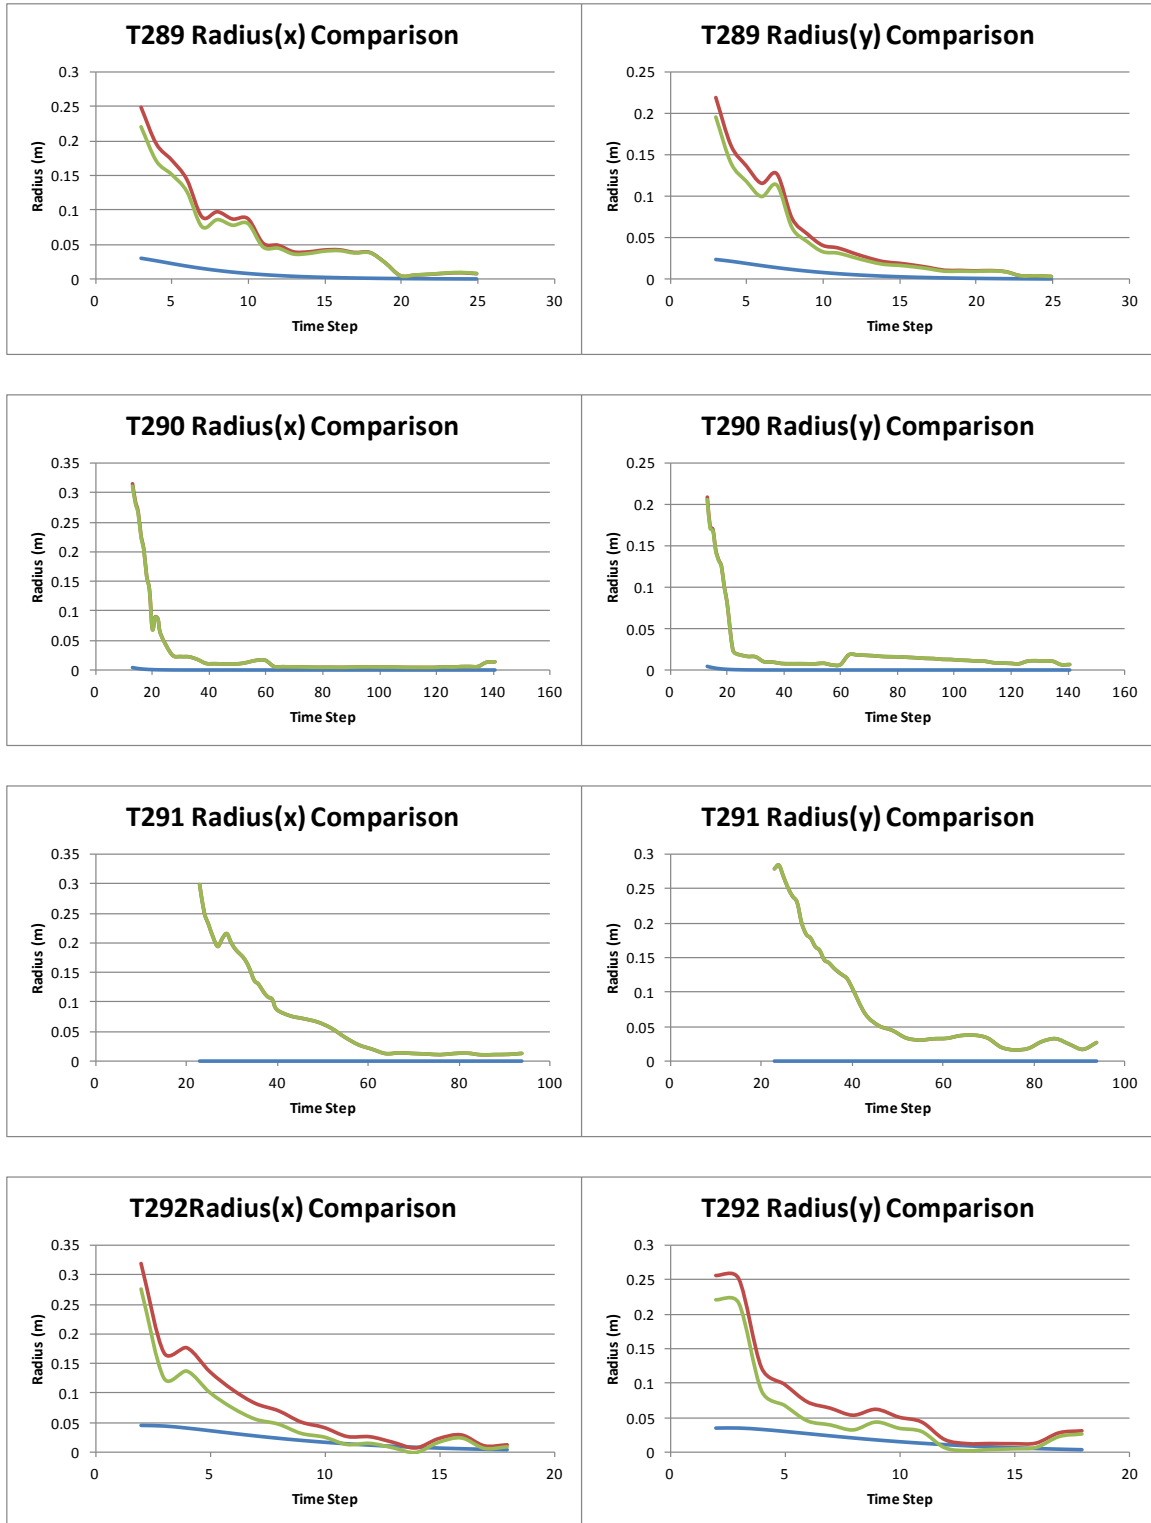 T289 Radius(x) Comparison
Radius (m)
0.3
0.25
0.2
0.15
0.1
0.05
0
0 5 10 15 20 25 30
Time Step
T289 Radius(y) Comparison
Radius (m)
0.25
0.2
0.15
0.1
0.05
0
0 5 10 15 20 25 30
Time Step
T290 Radius(x) Comparison
Radius (m)
0.35
0.3
0.25
0.2
0.15
0.1
0.05
0
0 20 40 60 80 100 120 140 160
Time Step
T290 Radius(y) Comparison
Radius (m)
0.25
0.2
0.15
0.1
0.05
0
0 20 40 60 80 100 120 140 160
Time Step
T291 Radius(x) Comparison
Radius (m)
0.35
0.3
0.25
0.2
0.15
0.1
0.05
0
0 20 40 60 80 100
Time Step
T291 Radius(y) Comparison
Radius (m)
0.3
0.25
0.2
0.15
0.1
0.05
0
0 20 40 60 80 100
Time Step
T292Radius(x) Comparison
Radius (m)
0.35
0.3
0.25
0.2
0.15
0.1
0.05
0
0 5 10 15 20
Time Step
T292 Radius(y) Comparison
Radius (m)
0.3
0.25
0.2
0.15
0.1
0.05
0
0 5 10 15 20
Time Step